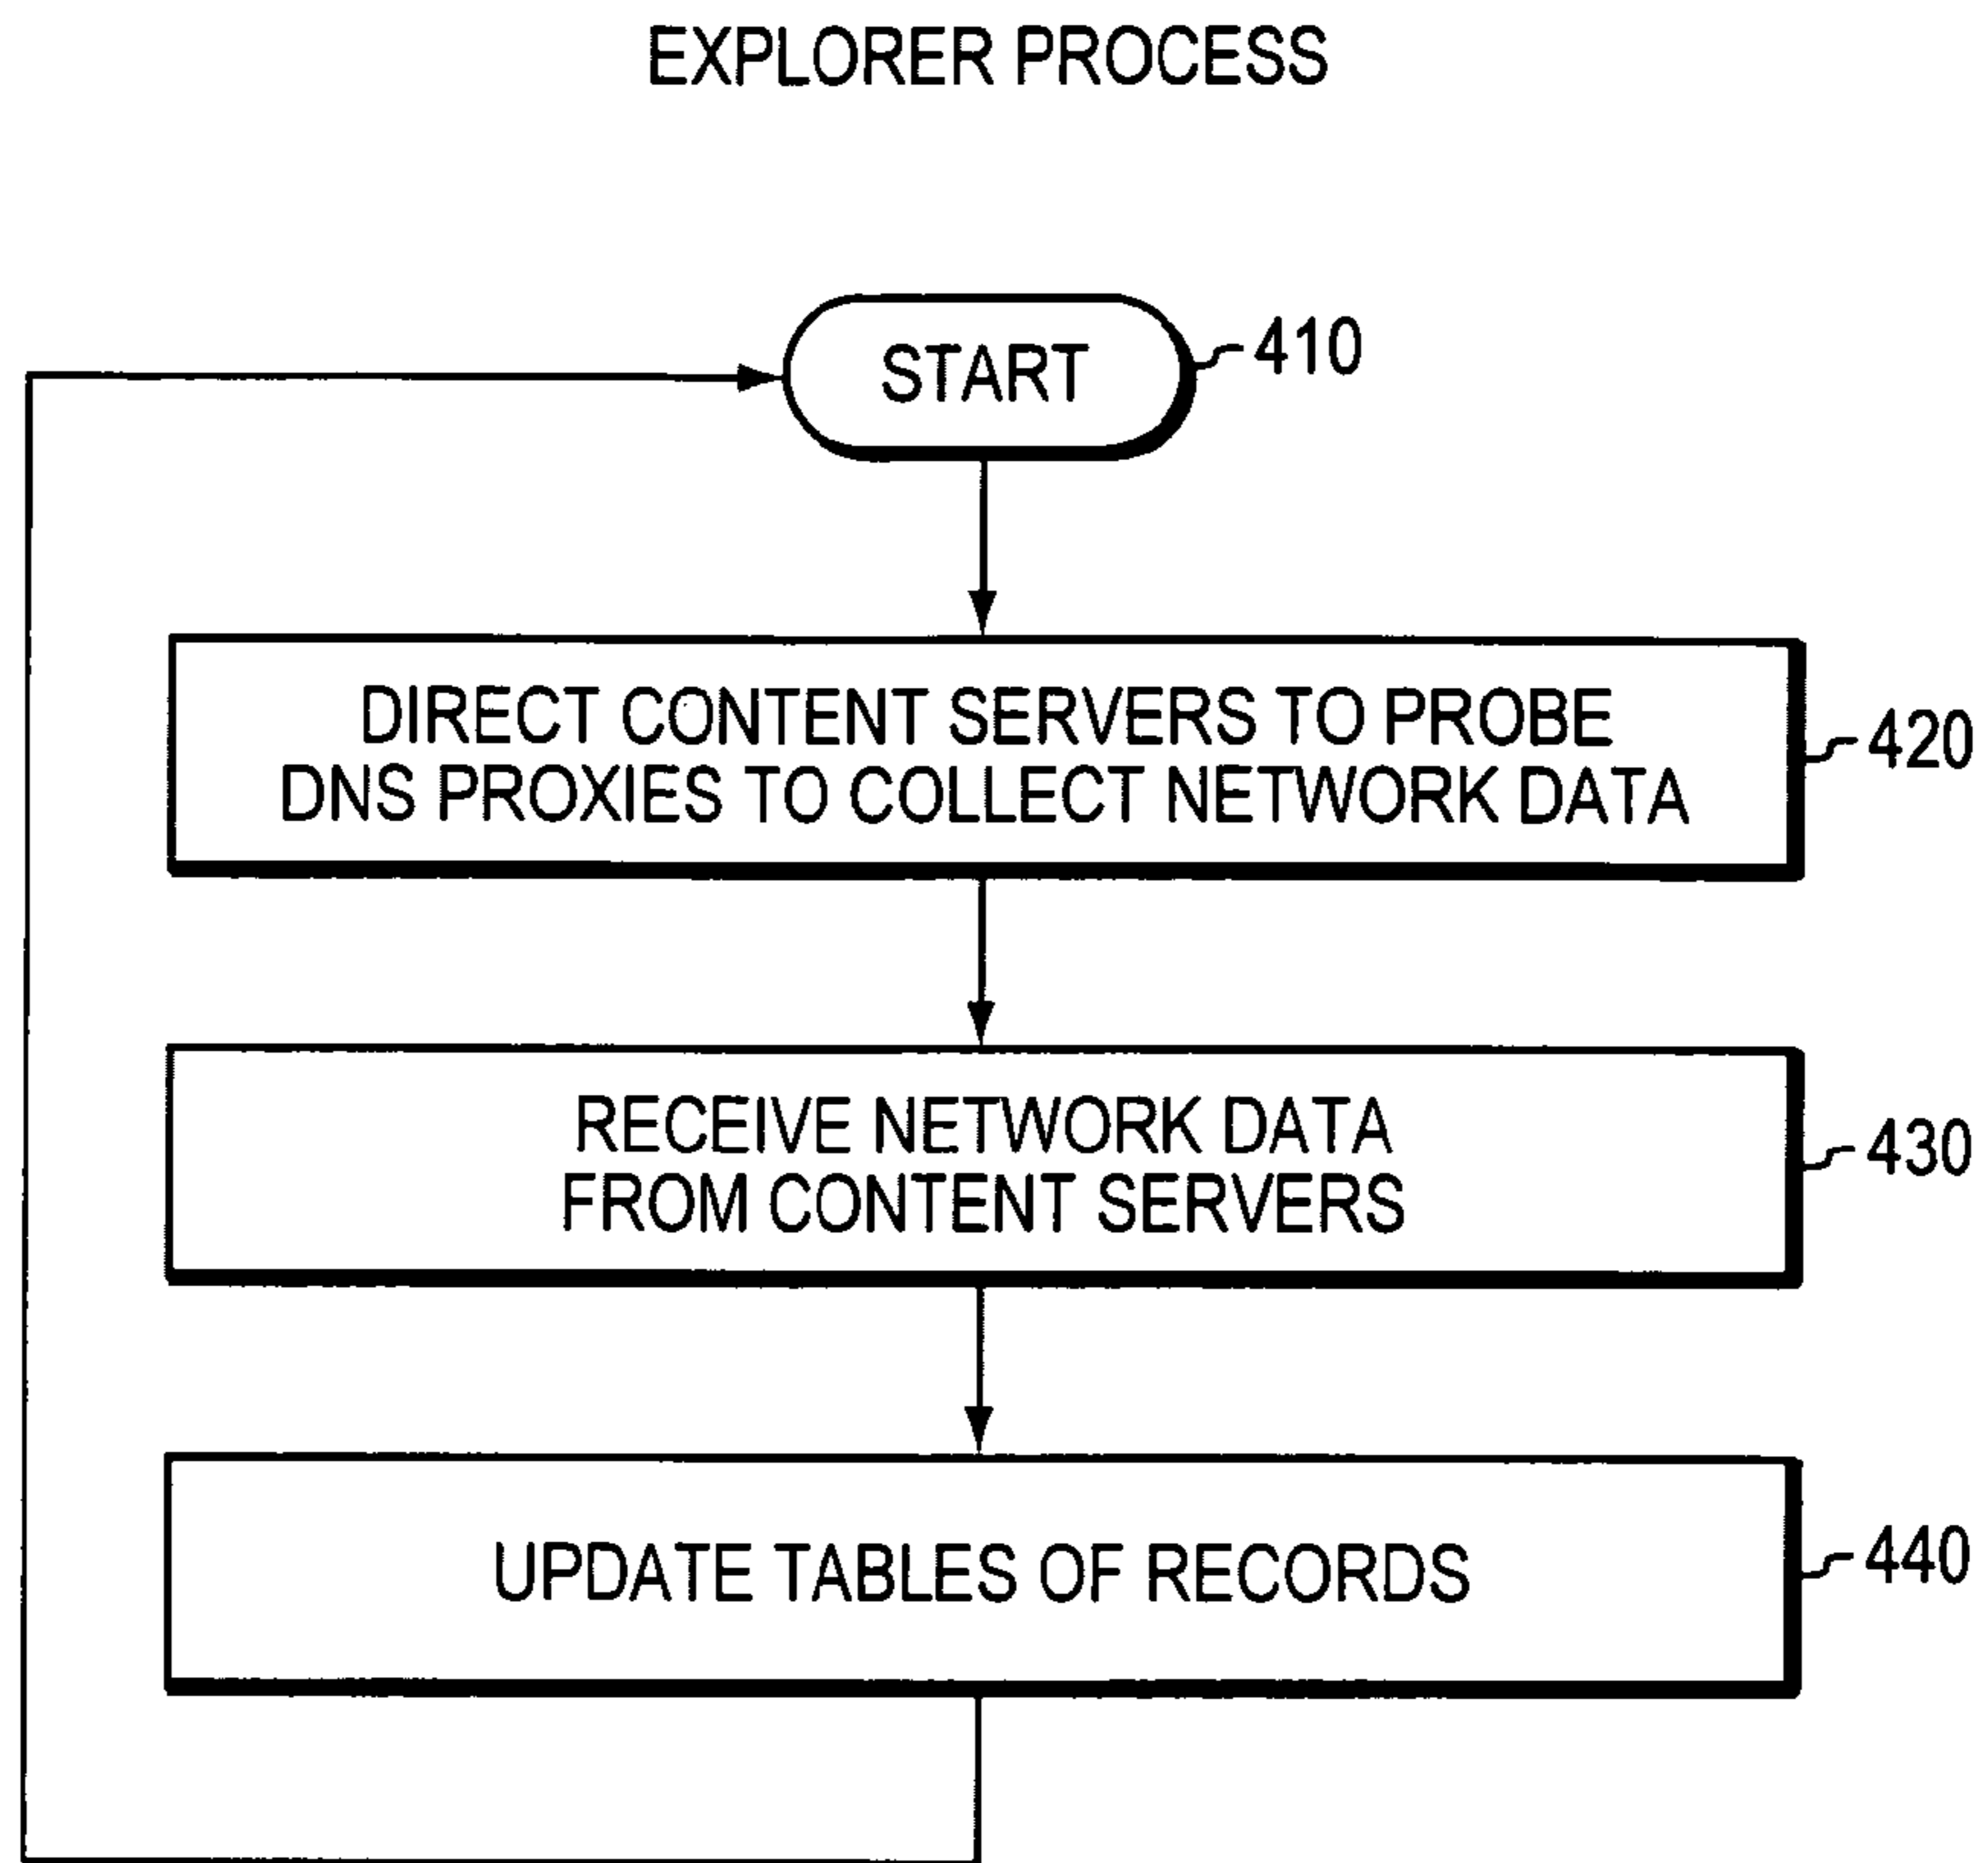 EXPLORER PROCESS
START
410
DIRECT CONTENT SERVERS TO PROBE
DNS PROXIES TO COLLECT NETWORK DATA
420
RECEIVE NETWORK DATA
FROM CONTENT SERVERS
430
UPDATE TABLES OF RECORDS
440